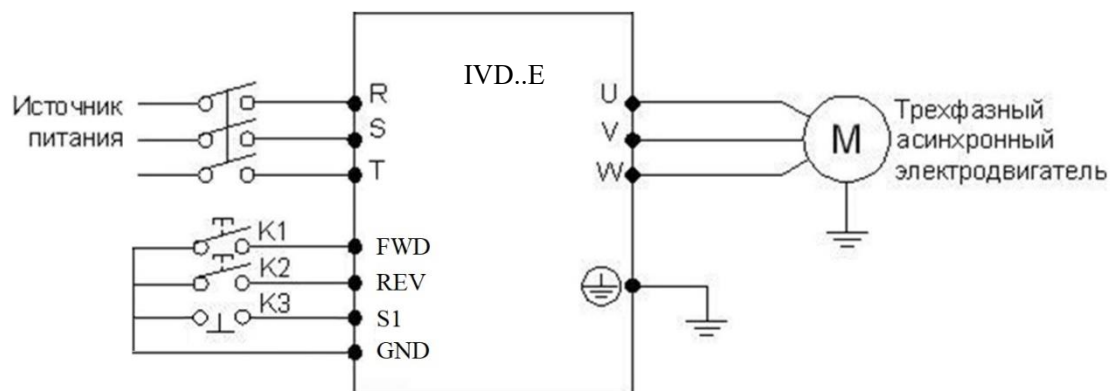 IVD..E
Источник
питания
R
S
T
U
V
W
M
Трехфазный
асинхронный
электродвигатель
K1
FWD
K2
REV
K3
S1
GND